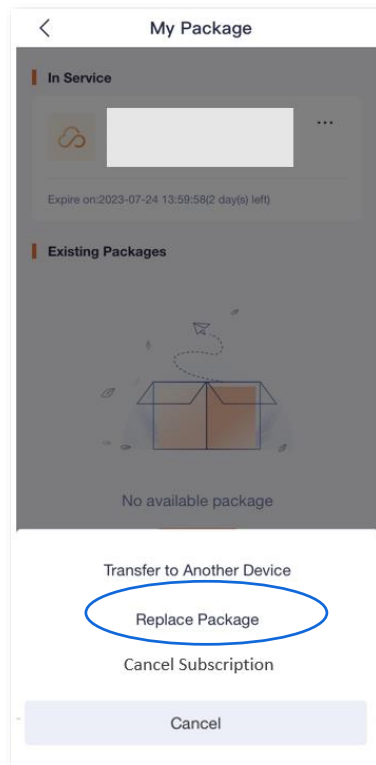 My Package
In Service
...
Expire on:2023-07-24 13:59:58(2 day(s) left)
Existing Packages
No available package
Transfer to Another Device
Replace Package
Cancel Subscription
Cancel